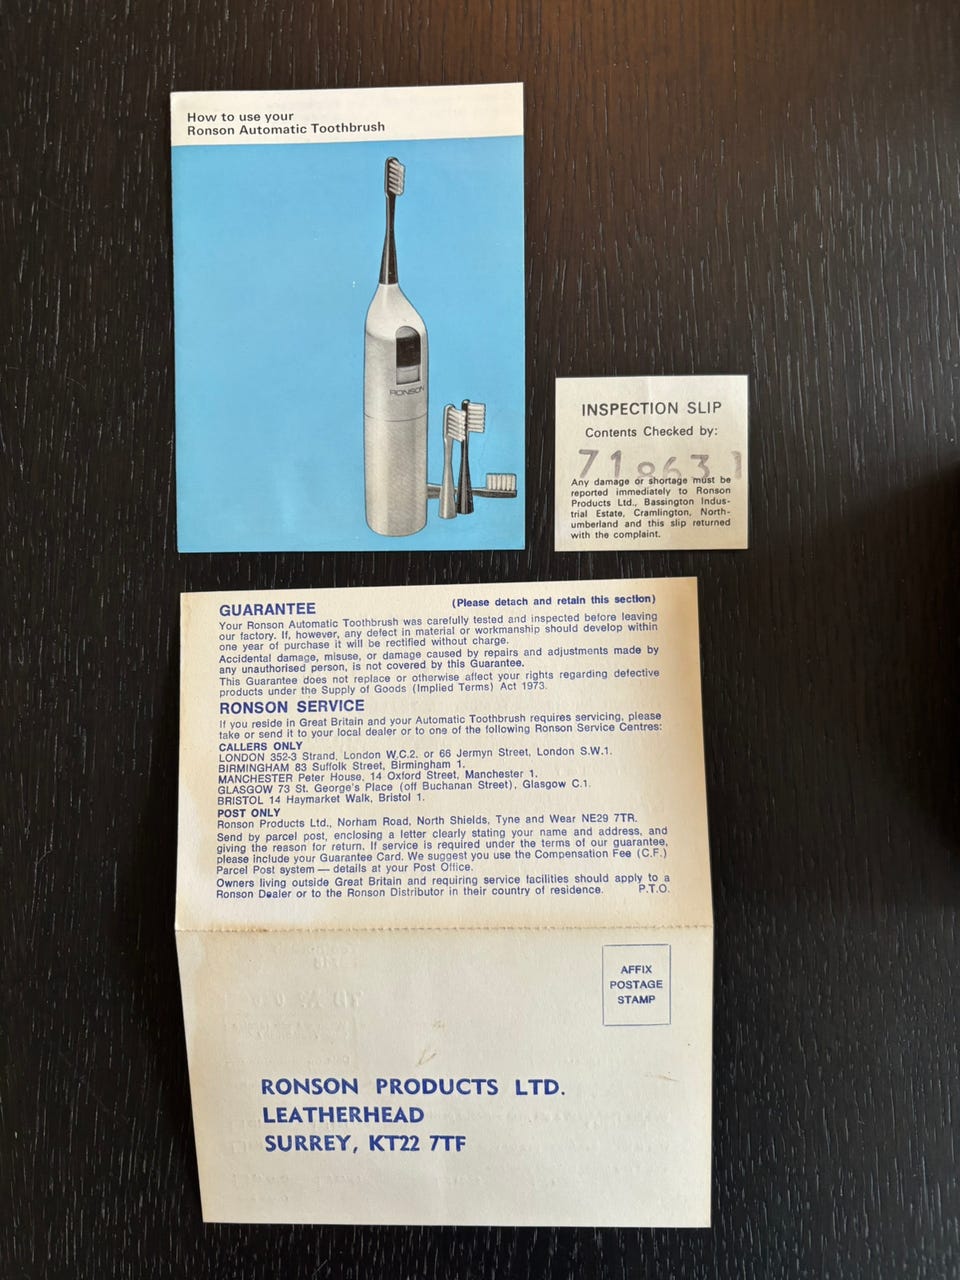 How to use your
Ronson Automatic Toothbrush
RONSON
INSPECTION SLIP
Contents Checked by:
Any damage or shortage must be
reported immediately to Ronson
Products Ltd., Bassington Indus-
trial Estate, Cramlington, North-
umberland and this slip returned
with the complaint.
GUARANTEE (Please detach and retain this section)
Your Ronson Automatic Toothbrush was carefully tested and inspected before leaving
our factory. If, however, any defect in material or workmanship should develop within
one year of purchase it will be rectified without charge.
Accidental damage, misuse, or damage caused by repairs and adjustments made by
any unauthorised person, is not covered by this Guarantee.
This Guarantee does not replace or otherwise affect your rights regarding defective
products under the Supply of Goods (Implied Terms) Act 1973.
RONSON SERVICE
If you reside in Great Britain and your Automatic Toothbrush requires servicing, please
take or send it to your local dealer or to one of the following Ronson Service Centres:
CALLERS ONLY
LONDON 352-3 Strand, London W.C.2. or 66 Jermyn Street, London S.W.1.
BIRMINGHAM 83 Suffolk Street, Birmingham 1.
MANCHESTER Peter House, 14 Oxford Street, Manchester 1.
GLASGOW 73 St. George's Place (off Buchanan Street), Glasgow C.1.
BRISTOL 14 Haymarket Walk, Bristol 1.
POST ONLY
Ronson Products Ltd., Norham Road, North Shields, Tyne and Wear NE29 7TR.
Send by parcel post, enclosing a letter clearly stating your name and address, and
giving the reason for return. If service is required under the terms of our guarantee,
please include your Guarantee Card. We suggest you use the Compensation Fee (C.F.)
Parcel Post system — details at your Post Office.
Owners living outside Great Britain and requiring service facilities should apply to a
Ronson Dealer or to the Ronson Distributor in their country of residence. P.T.O.
AFFIX
POSTAGE
STAMP
RONSON PRODUCTS LTD.
LEATHERHEAD
SURREY, KT22 7TF